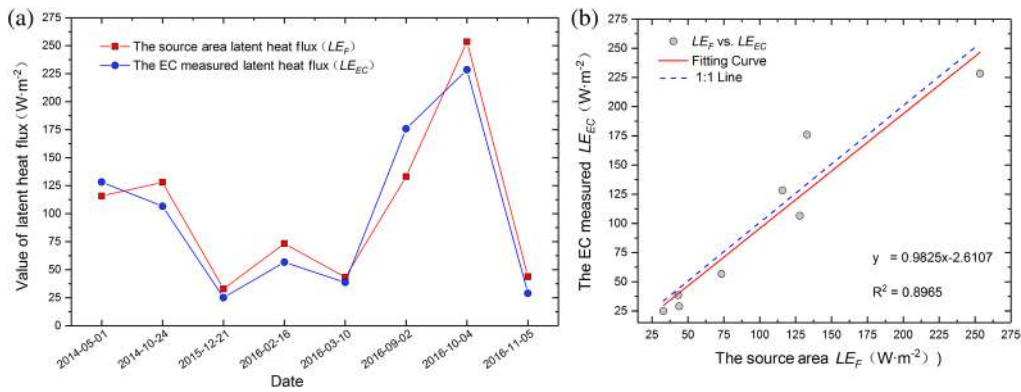 (a)
275
250
225
200
175
150
125
100
75
50
25
0
Value of latent heat flux (W·m-2)
The source area latent heat flux (LEF)
The EC measured latent heat flux (LEEC)
2014-05-01
2014-10-24
2015-12-21
2016-02-16
2016-03-10
2016-09-02
2016-10-04
2016-11-05
Date
(b)
275
250
225
200
175
150
125
100
75
50
25
The EC measured LEEC (W·m-2)
LEF vs. LEEC
Fitting Curve
1:1 Line
y = 0.9825x-2.6107
R2 = 0.8965
25 50 75 100 125 150 175 200 225 250 275
The source area LEF (W·m-2)